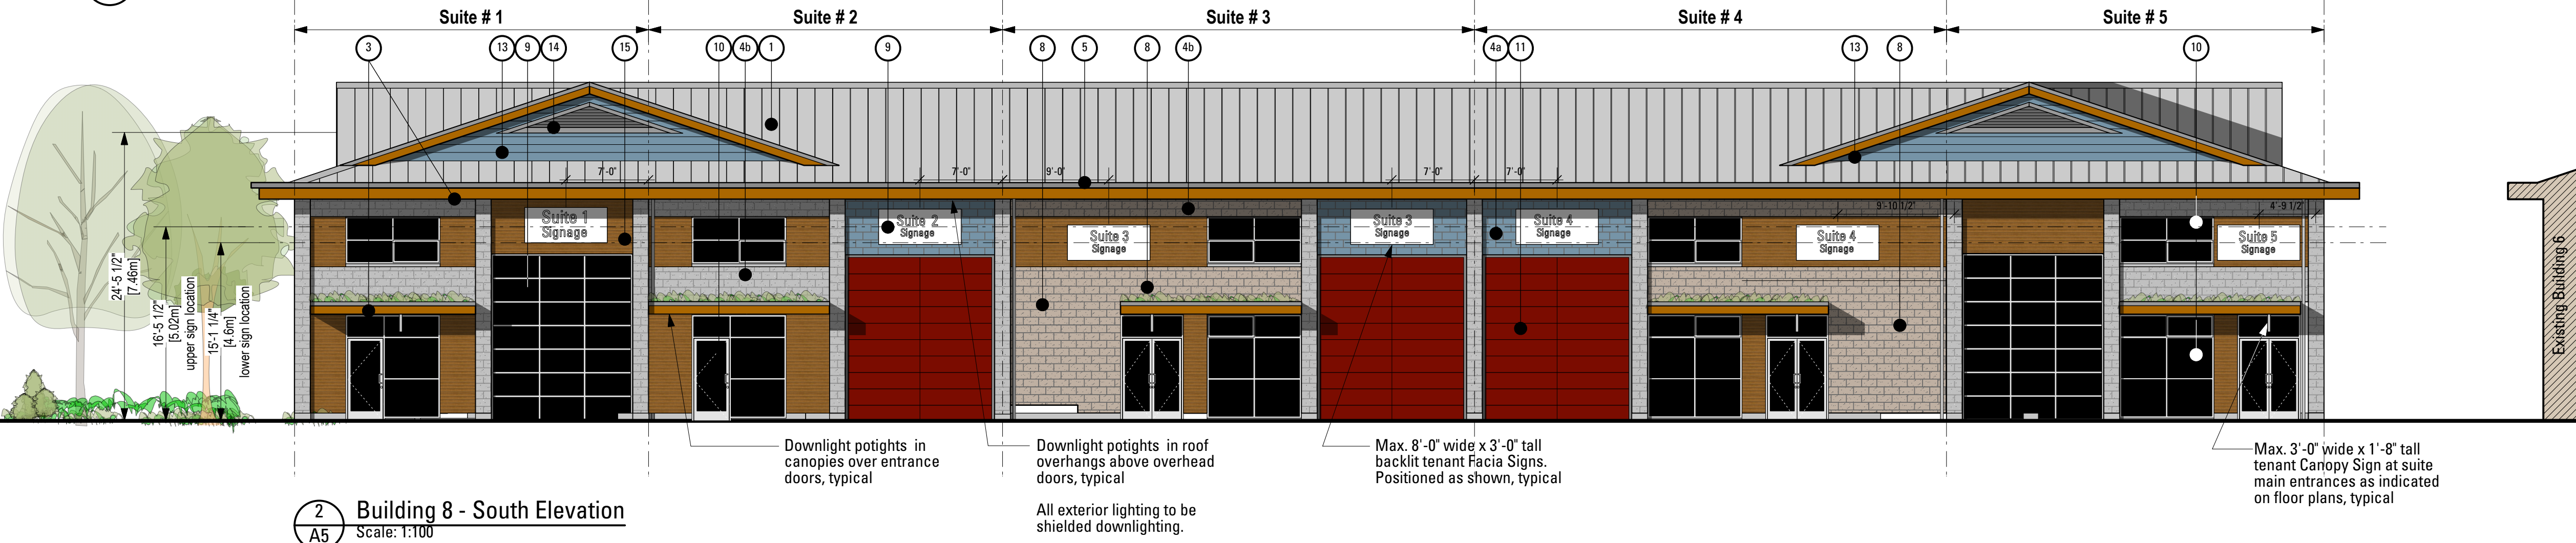 Suite # 1
Suite # 2
Suite # 3
Suite # 4
Suite # 5
3
13
9
14
15
10
4b
1
9
8
5
8
4b
4a
11
13
8
10
7'-0"
7'-0"
9'-0"
7'-0"
7'-0"
9'-10 1/2"
4'-9 1/2"
Suite 1
Signage
Suite 2
Signage
Suite 3
Signage
Suite 3
Signage
Suite 4
Signage
Suite 4
Signage
Suite 5
Signage
24'-5 1/2"
[7.46m]
16'-5 1/2"
[5.02m]
upper sign location
15'-1 1/4"
[4.6m]
lower sign location
Existing Building 6
Downlight potights in
canopies over entrance
doors, typical
Downlight potights in roof
overhangs above overhead
doors, typical
All exterior lighting to be
shielded downlighting.
Max. 8'-0" wide x 3'-0" tall
backlit tenant Facia Signs.
Positioned as shown, typical
Max. 3'-0" wide x 1'-8" tall
tenant Canopy Sign at suite
main entrances as indicated
on floor plans, typical
2
A5
Building 8 - South Elevation
Scale: 1:100